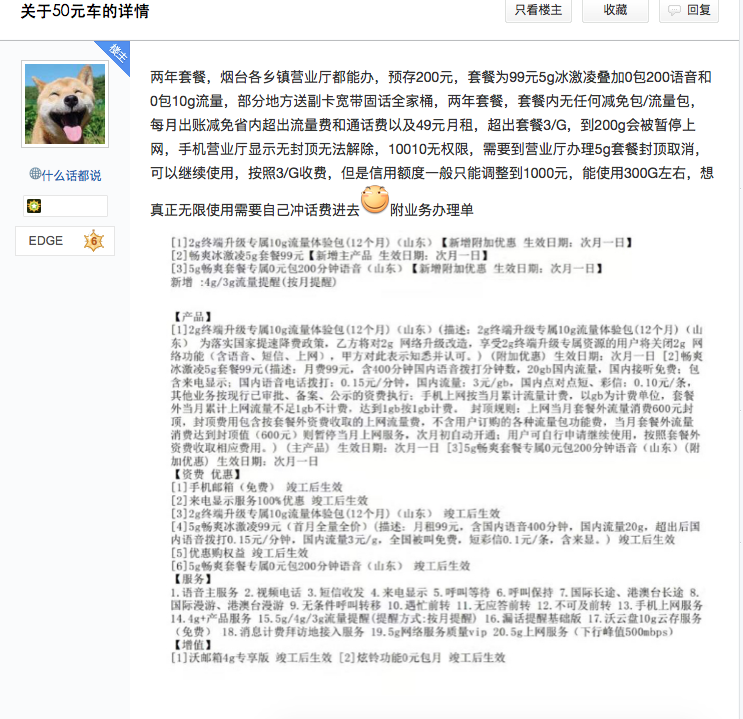 关于50元车的详情
只看楼主
收藏
回复
楼主
什么话都说
EDGE
6
两年套餐，烟台各乡镇营业厅都能办，预存200元，套餐为99元5g冰激凌叠加0包200语音和
0包10g流量，部分地方送副卡宽带固话全家桶，两年套餐，套餐内无任何减免包/流量包，
每月出账减免省内超出流量费和通话费以及49元月租，超出套餐3/G，到200g会被暂停上
网，手机营业厅显示无封顶无法解除，10010无权限，需要到营业厅办理5g套餐封顶取消，
可以继续使用，按照3/G收费，但是信用额度一般只能调整到1000元，能使用300G左右，想
真正无限使用需要自己冲话费进去附业务办理单
[1]2g终端升级专属10g流量体验包(12个月)（山东）【新增附加优惠 生效日期：次月一日】
[2]畅爽冰激凌5g套餐99元【新增主产品 生效日期：次月一日】
[3]5g畅爽套餐专属0元包200分钟语音（山东）【新增附加优惠 生效日期：次月一日】
新增 :4g/3g流量提醒(按月提醒)
【产品】
[1]2g终端升级专属10g流量体验包(12个月)（山东）(描述：2g终端升级专属10g流量体验包(12个月)（山
东） 为落实国家提速降费政策，乙方将对2g 网络升级改造，享受2g终端升级专属资源的用户将关闭2g 网
络功能（含语音、短信、上网），甲方对此表示知悉并认可。）(附加优惠) 生效日期：次月一日 [2]畅爽
冰激凌5g套餐99元(描述：月费99元，含400分钟国内语音拨打分钟数，20gb国内流量，国内接听免费；包
含来电显示；国内语音电话拨打：0.15元/分钟，国内流量：3元/gb，国内点对点短、彩信：0.10元/条，
其他业务按现行已审批、备案、公示的资费执行；手机上网按当月累计流量计费，以gb为计费单位，套餐
外当月累计上网流量不足1gb不计费，达到1gb按1gb计费。 封顶规则：上网当月套餐外流量消费600元封
顶，封顶费用包含按套餐外资费收取的上网流量费，不含用户订购的各种流量包功能费，当月套餐外流量
消费达到封顶值（600元）则暂停当月上网服务，次月初自动开通；用户可自行申请继续使用，按照套餐外
资费收取相应费用。）(主产品) 生效日期：次月一日 [3]5g畅爽套餐专属0元包200分钟语音（山东）(附
加优惠) 生效日期：次月一日
【资费 优惠】
[1]手机邮箱（免费） 竣工后生效
[2]来电显示服务100%优惠 竣工后生效
[3]2g终端升级专属10g流量体验包(12个月)（山东） 竣工后生效
[4]5g畅爽冰激凌99元（首月全量全价）(描述：月租99元，含国内语音400分钟，国内流量20g，超出后国
内语音拨打0.15元/分钟，国内流量3元/g，全国被叫免费，短彩信0.1元/条，含来显。) 竣工后生效
[5]优惠购权益 竣工后生效
[6]5g畅爽套餐专属0元包200分钟语音（山东） 竣工后生效
【服务】
1.语音主服务 2.视频电话 3.短信收发 4.来电显示 5.呼叫等待 6.呼叫保持 7.国际长途、港澳台长途 8.
国际漫游、港澳台漫游 9.无条件呼叫转移 10.遇忙前转 11.无应答前转 12.不可及前转 13.手机上网服务
14.4g+产品服务 15.5g/4g/3g流量提醒(提醒方式:按月提醒) 16.漏话提醒基础版 17.沃云盘10g云存服务
（免费） 18.消息计费拜访地接入服务 19.5g网络服务质量vip 20.5g上网服务（下行峰值500mbps）
【增值】
[1]沃邮箱4g专享版 竣工后生效 [2]炫铃功能0元包月 竣工后生效